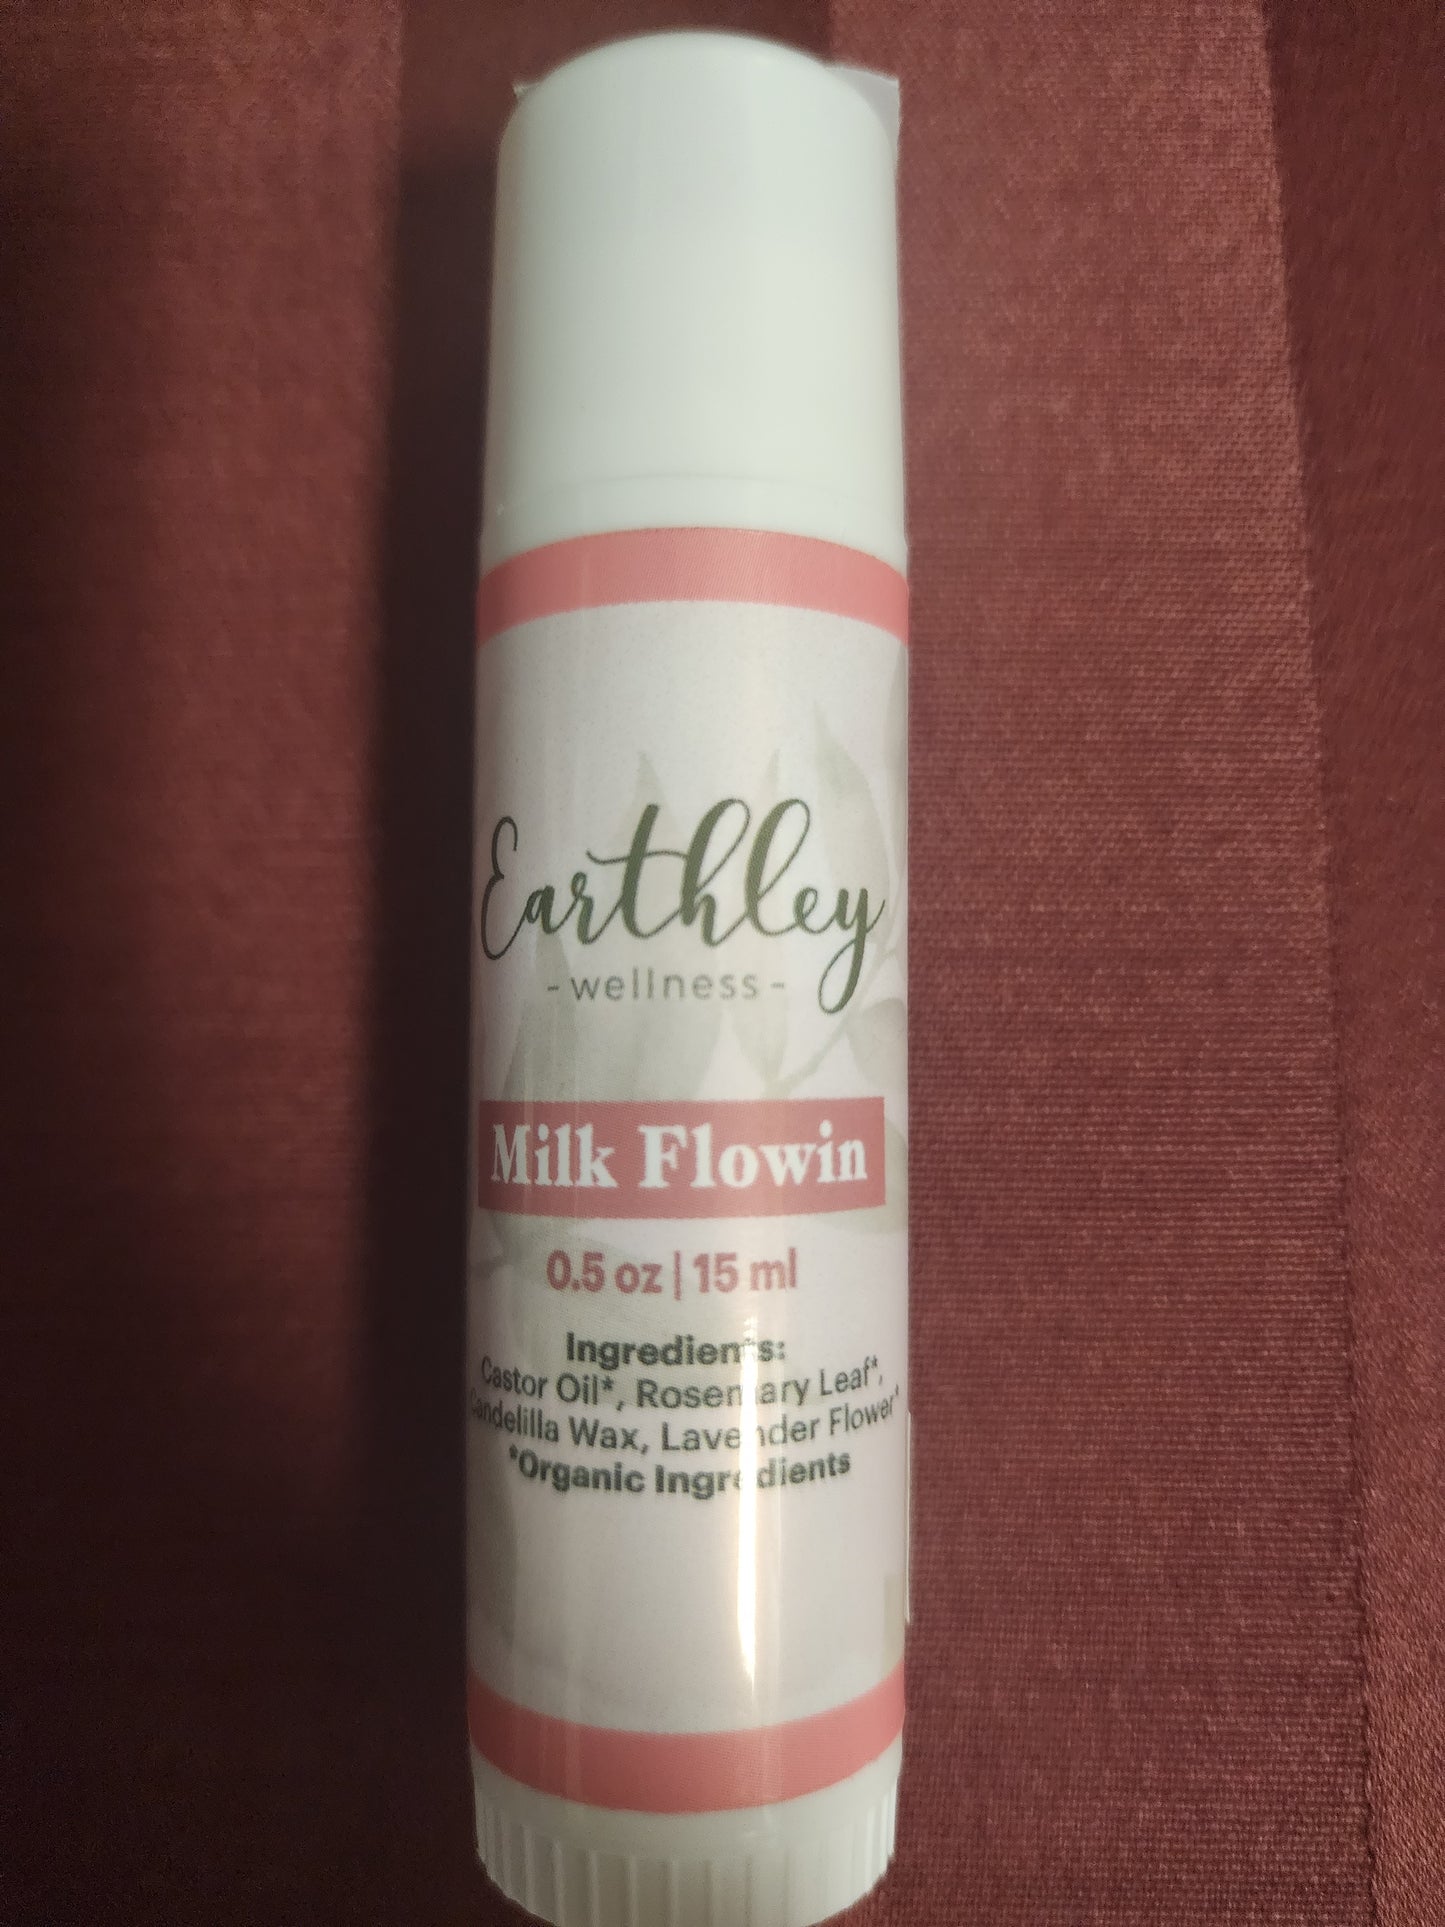 Earthley
- wellness -
Milk Flowin
0.5 oz | 15 ml
Ingredients:
Castor Oil*, Rosemary Leaf*,
Candelilla Wax, Lavender Flower*
*Organic Ingredients